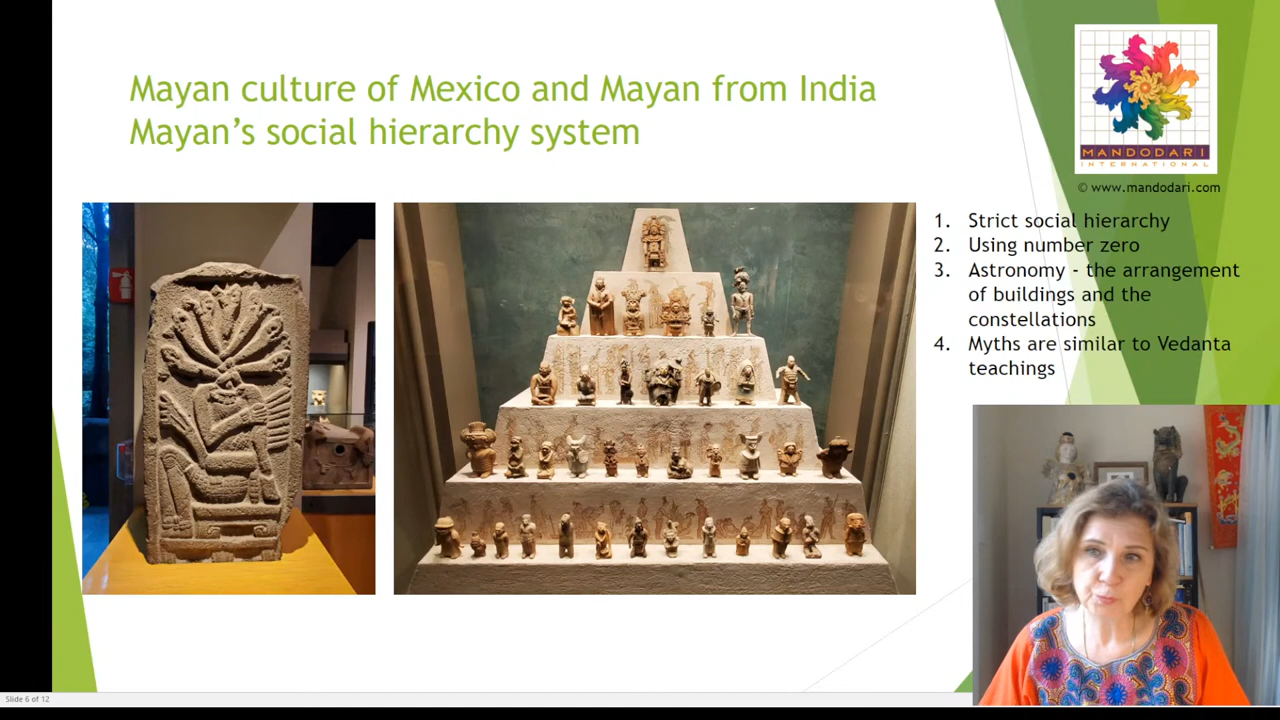 Mayan culture of Mexico and Mayan from India
Mayan's social hierarchy system
MANDODARI
INTERNATIONAL
© www.mandodari.com
1. Strict social hierarchy
2. Using number zero
3. Astronomy - the arrangement
of buildings and the
constellations
4. Myths are similar to Vedanta
teachings
Slide 6 of 12